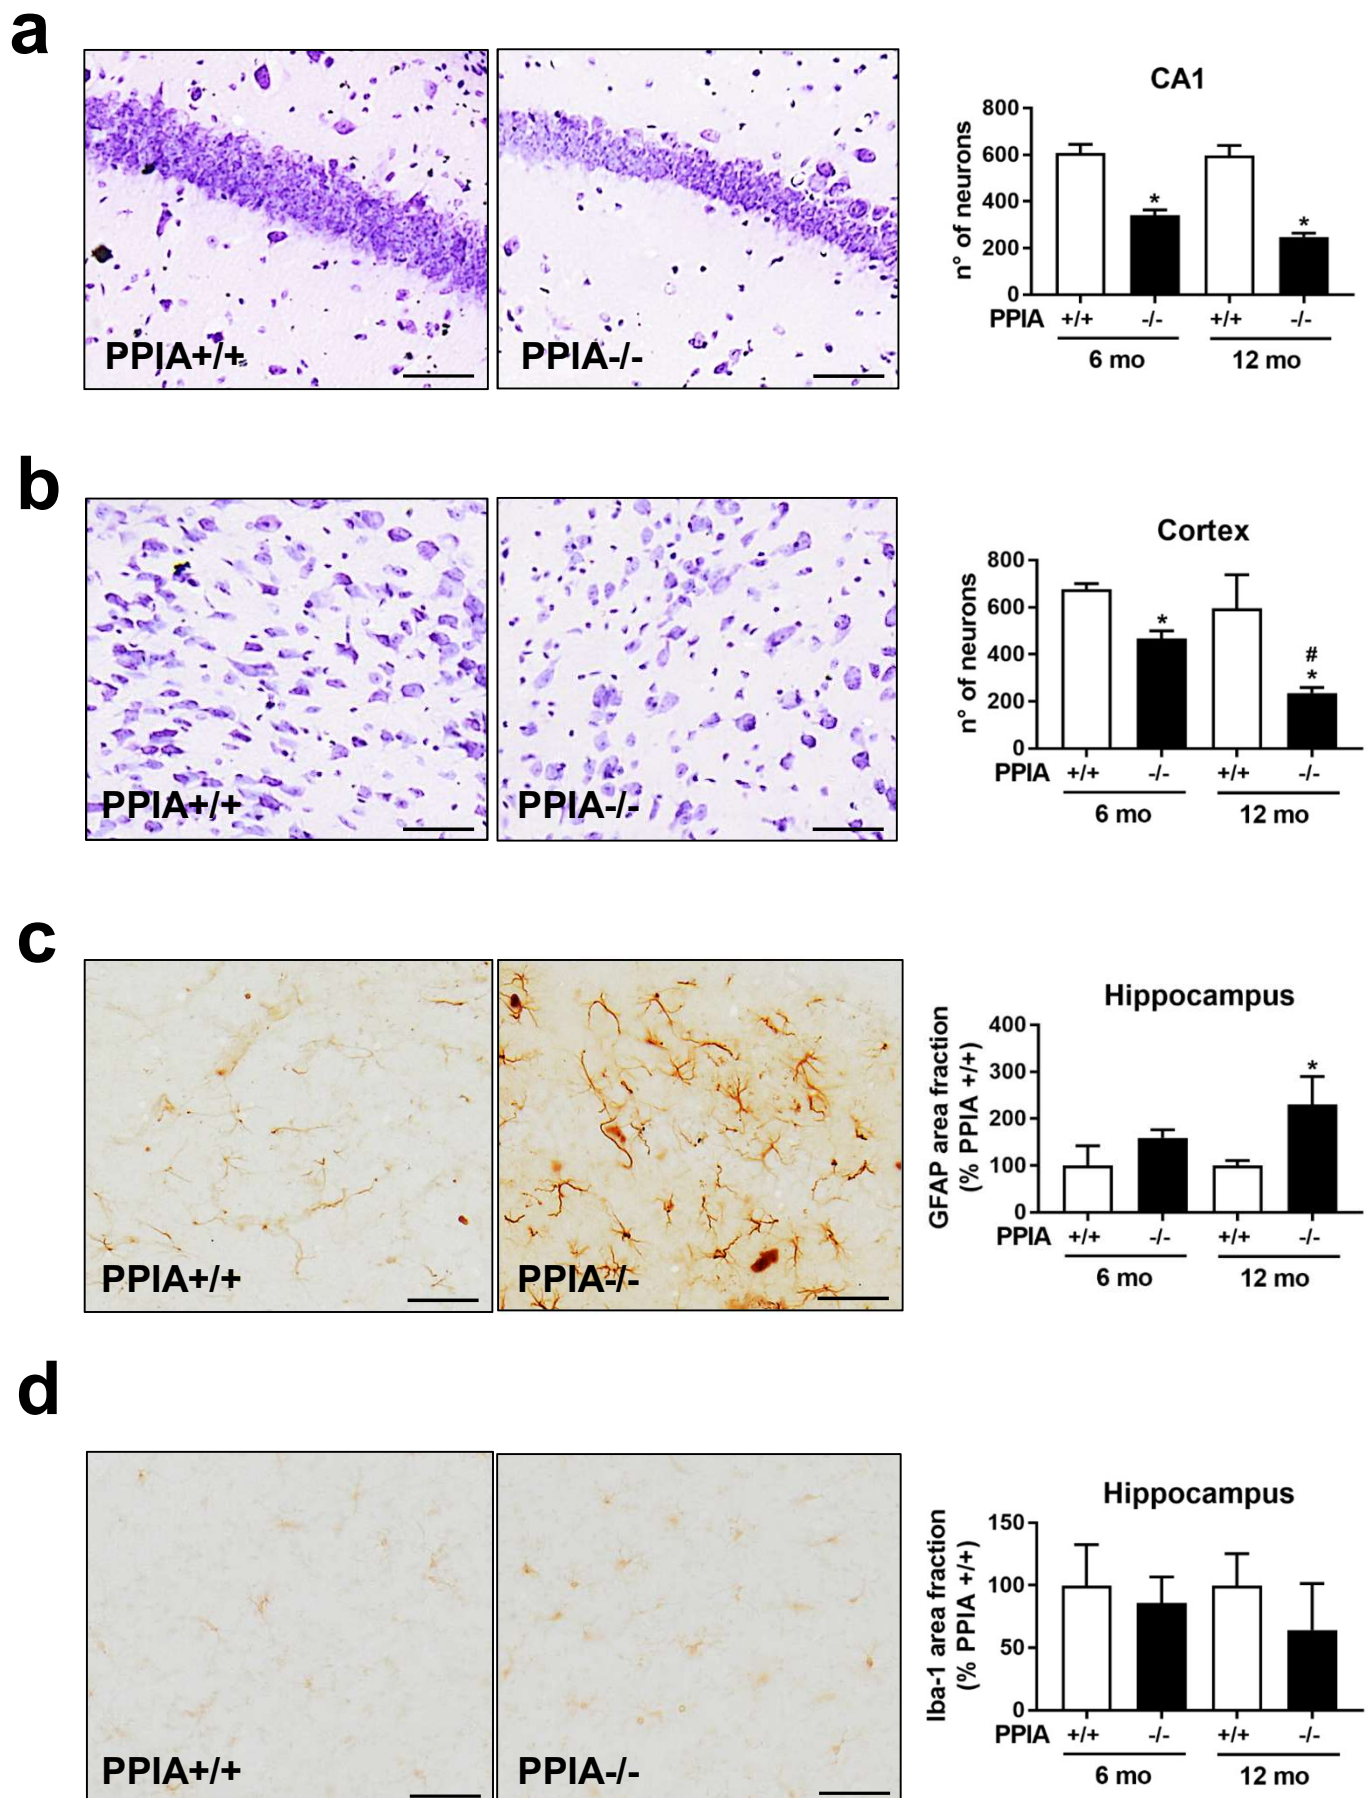 a
PPIA+/+
PPIA-/-
CA1
n° of neurons
800
600
400
200
0
*
*
PPIA +/+ -/- +/+ -/-
6 mo 12 mo
b
PPIA+/+
PPIA-/-
Cortex
n° of neurons
800
600
400
200
0
*
#
*
PPIA +/+ -/- +/+ -/-
6 mo 12 mo
c
PPIA+/+
PPIA-/-
Hippocampus
GFAP area fraction
(% PPIA +/+)
400
300
200
100
0
*
PPIA +/+ -/- +/+ -/-
6 mo 12 mo
d
PPIA+/+
PPIA-/-
Hippocampus
Iba-1 area fraction
(% PPIA +/+)
150
100
50
0
PPIA +/+ -/- +/+ -/-
6 mo 12 mo